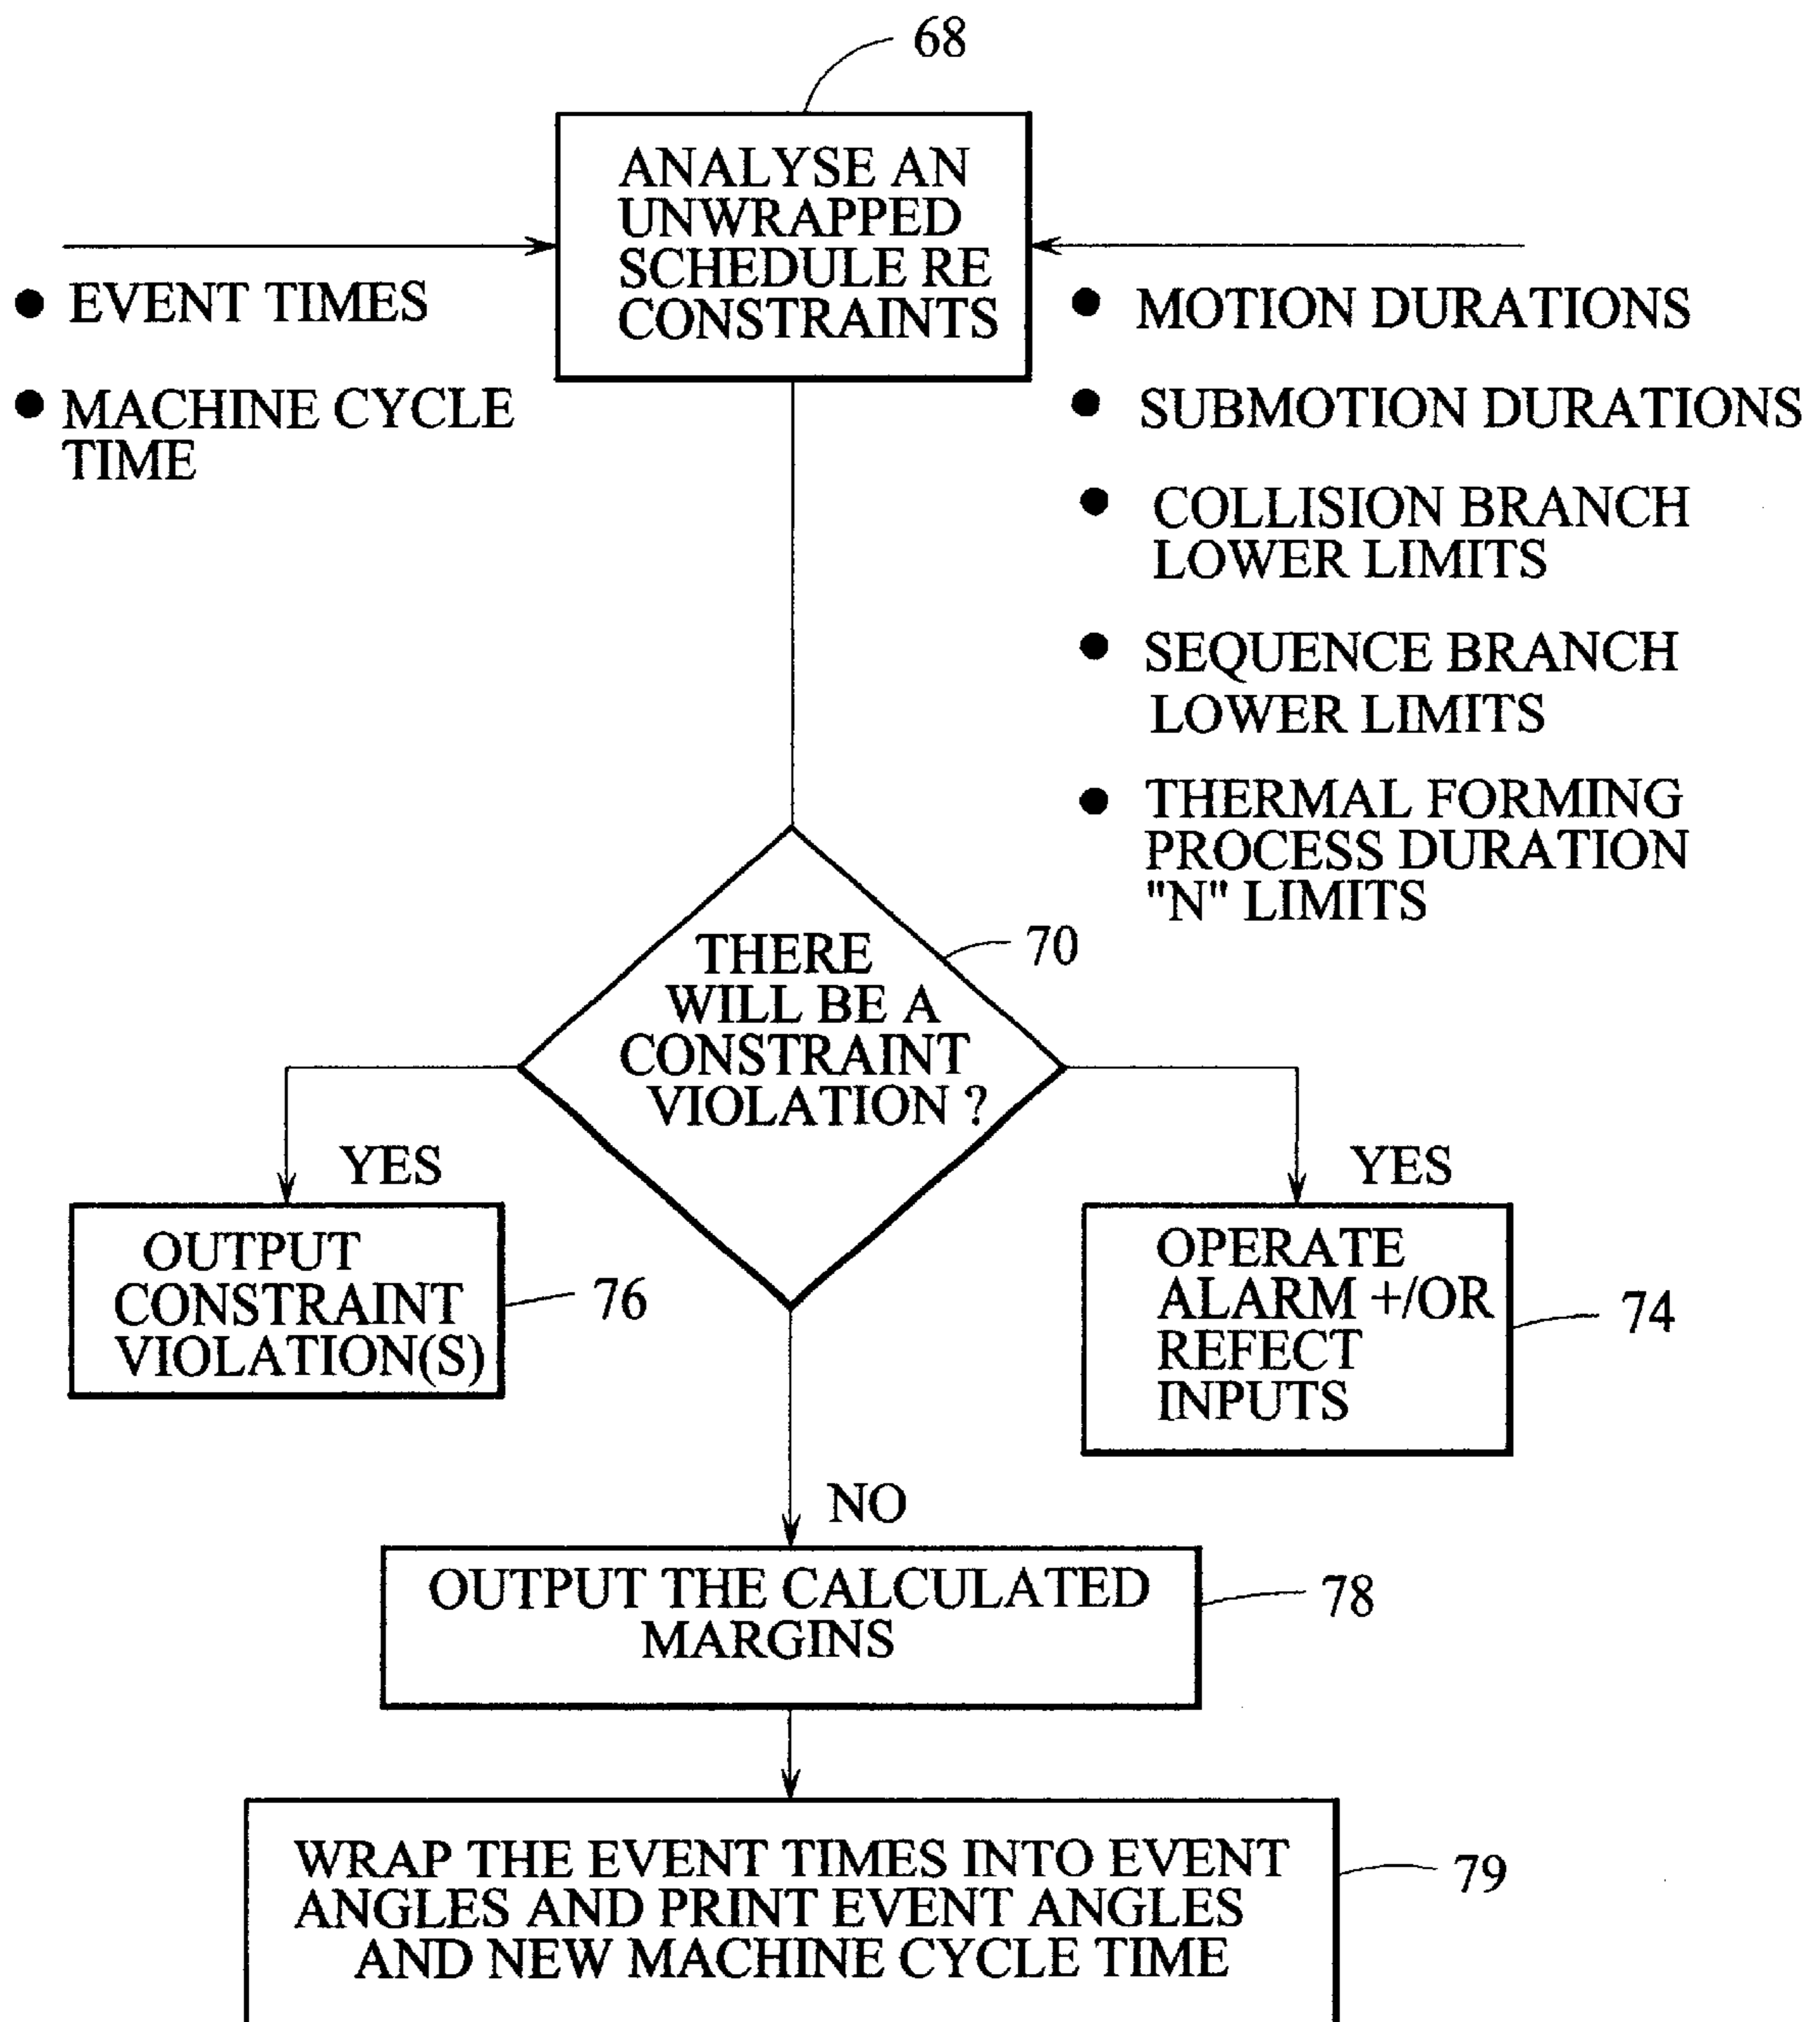 68
ANALYSE AN
UNWRAPPED
SCHEDULE RE
CONSTRAINTS
● EVENT TIMES
● MACHINE CYCLE
TIME
● MOTION DURATIONS
● SUBMOTION DURATIONS
● COLLISION BRANCH
LOWER LIMITS
● SEQUENCE BRANCH
LOWER LIMITS
● THERMAL FORMING
PROCESS DURATION
"N" LIMITS
70
THERE
WILL BE A
CONSTRAINT
VIOLATION ?
YES
OUTPUT
CONSTRAINT
VIOLATION(S)
76
YES
OPERATE
ALARM +/OR
REFECT
INPUTS
74
NO
OUTPUT THE CALCULATED
MARGINS
78
WRAP THE EVENT TIMES INTO EVENT
ANGLES AND PRINT EVENT ANGLES
AND NEW MACHINE CYCLE TIME
79